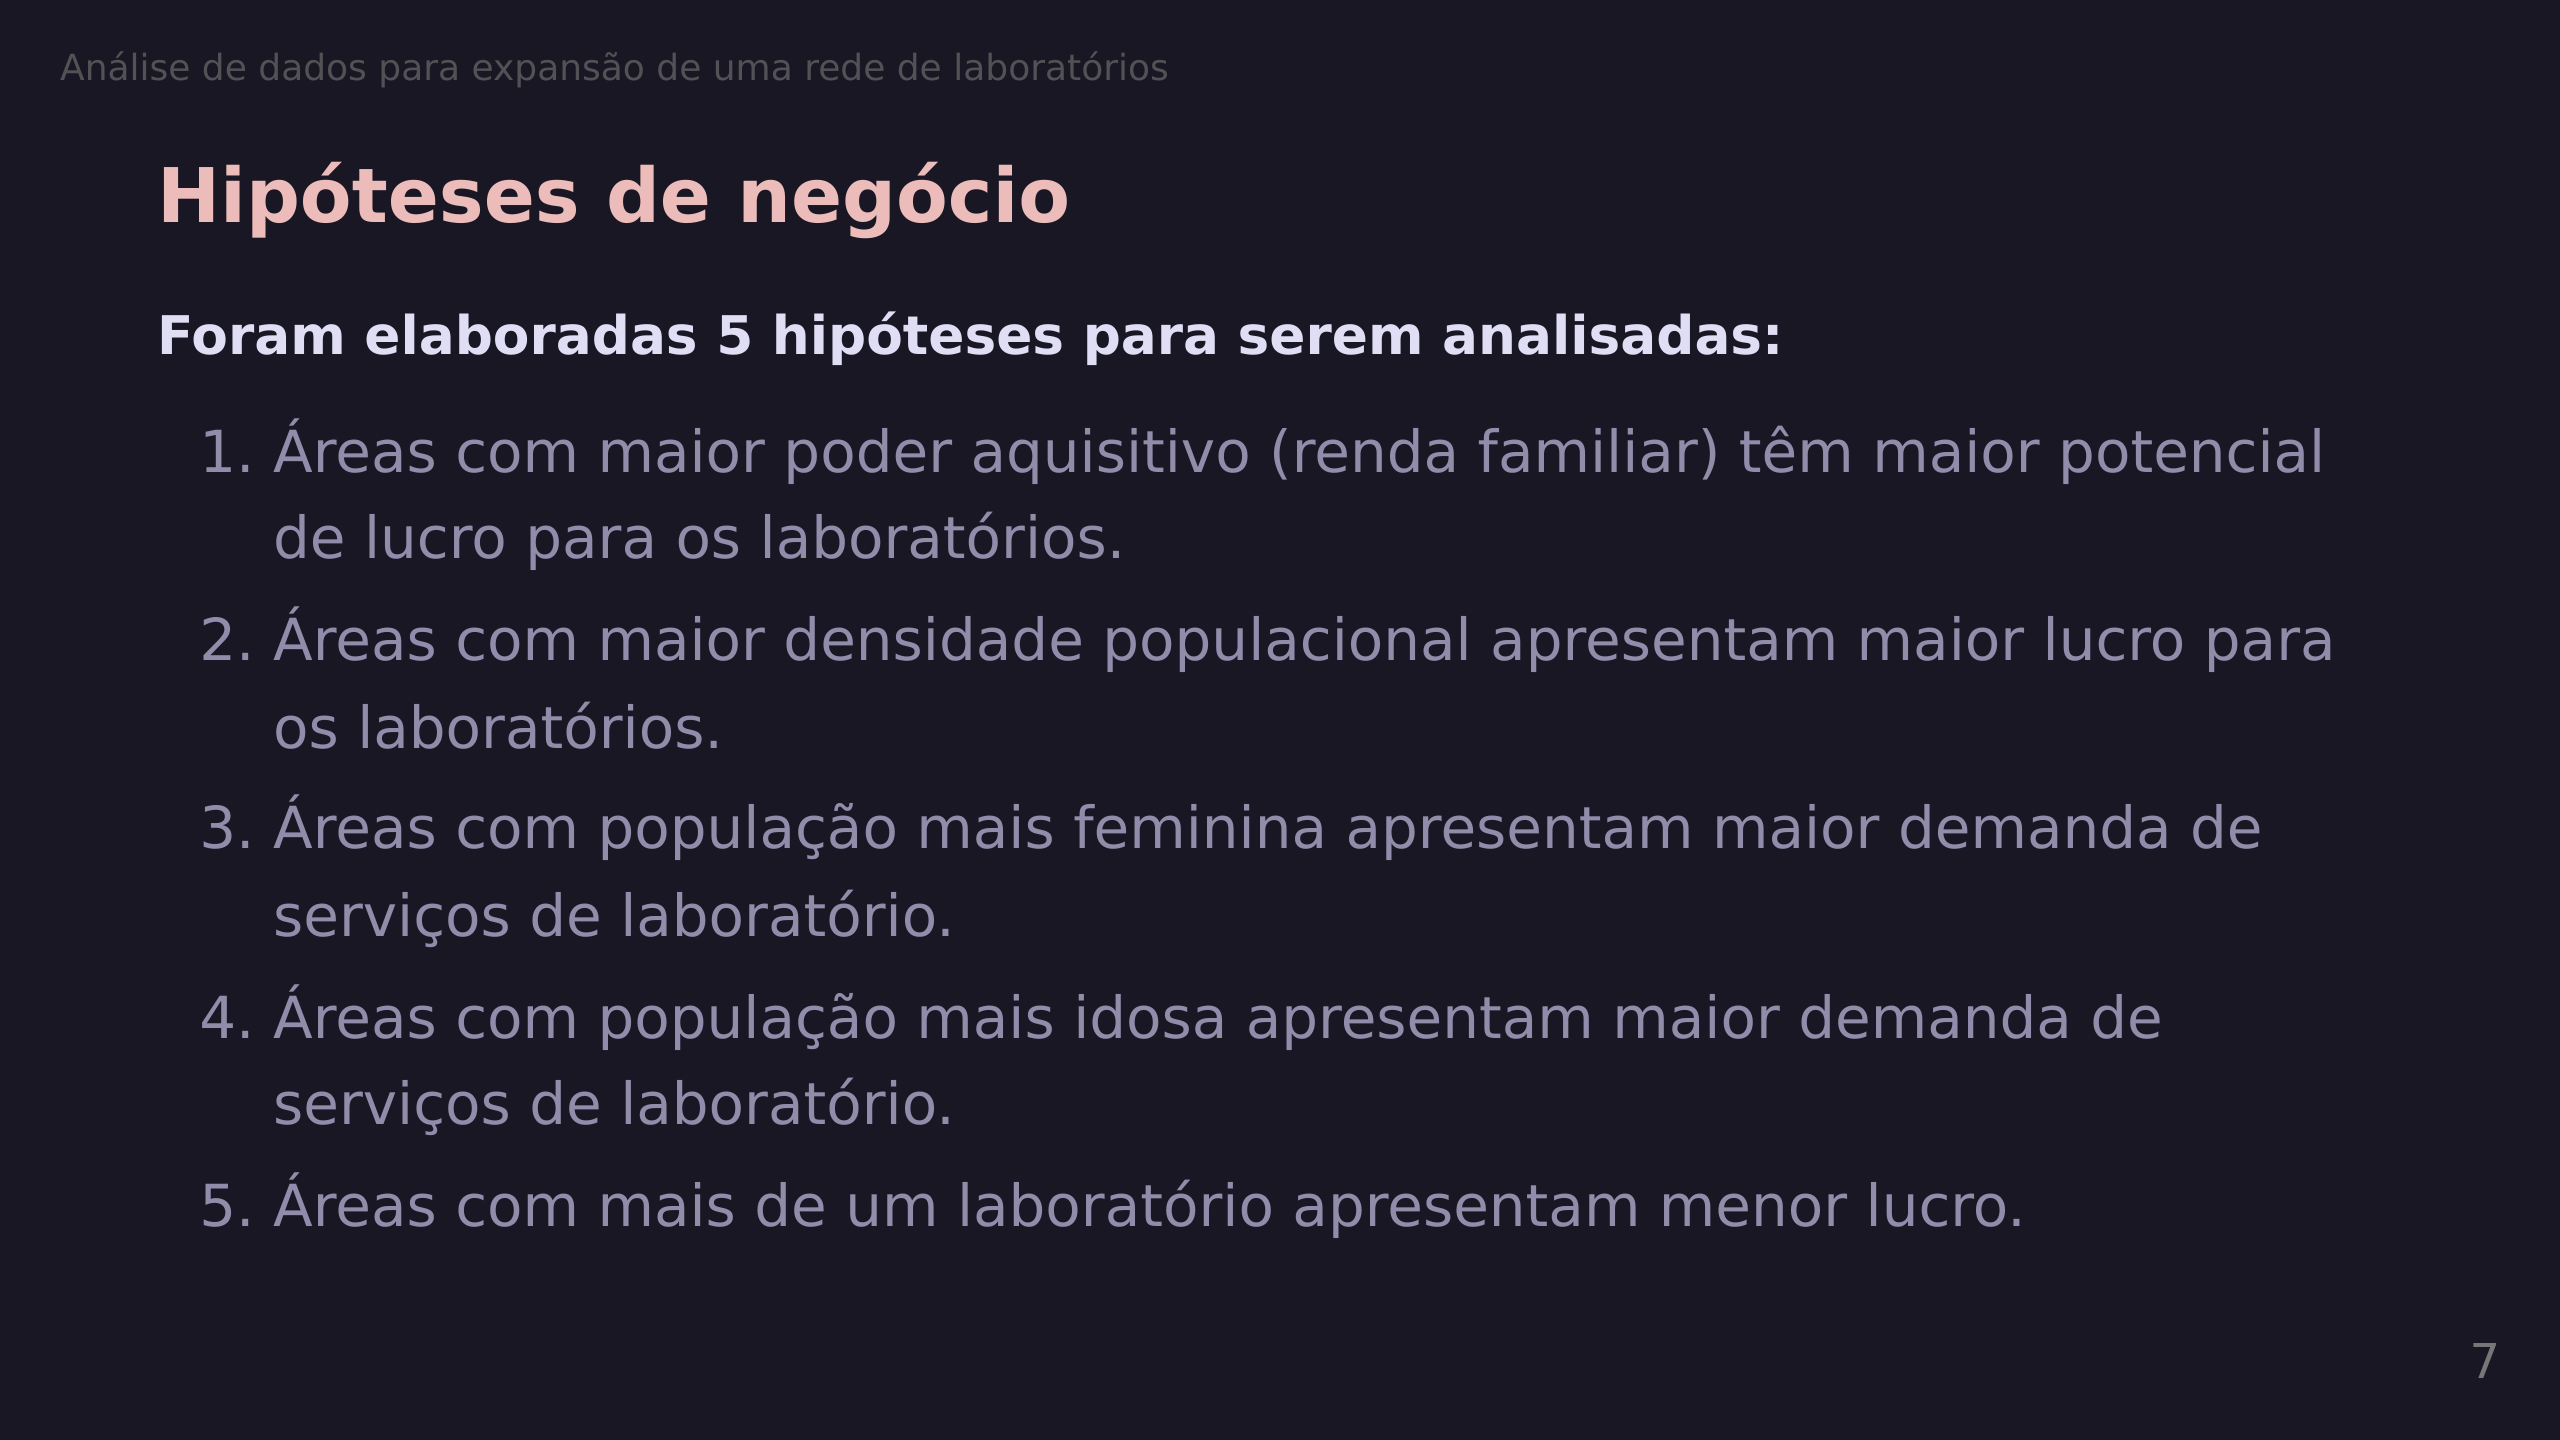 Análise de dados para expansão de uma rede de laboratórios
Hipóteses de negócio
Foram elaboradas 5 hipóteses para serem analisadas:
1. Áreas com maior poder aquisitivo (renda familiar) têm maior potencial
de lucro para os laboratórios.
2. Áreas com maior densidade populacional apresentam maior lucro para
os laboratórios.
3. Áreas com população mais feminina apresentam maior demanda de
serviços de laboratório.
4. Áreas com população mais idosa apresentam maior demanda de
serviços de laboratório.
5. Áreas com mais de um laboratório apresentam menor lucro.
7